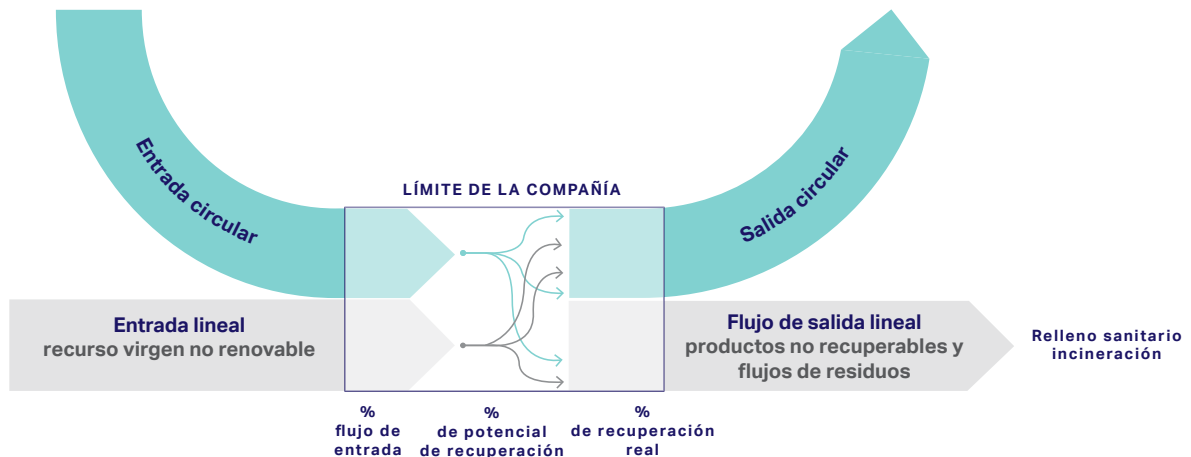 Entrada circular
LÍMITE DE LA COMPAÑÍA
Salida circular
Entrada lineal
recurso virgen no renovable
Flujo de salida lineal
productos no recuperables y
flujos de residuos
Relleno sanitario
incineración
%
flujo de
entrada
%
de potencial
de recuperación
%
de recuperación
real